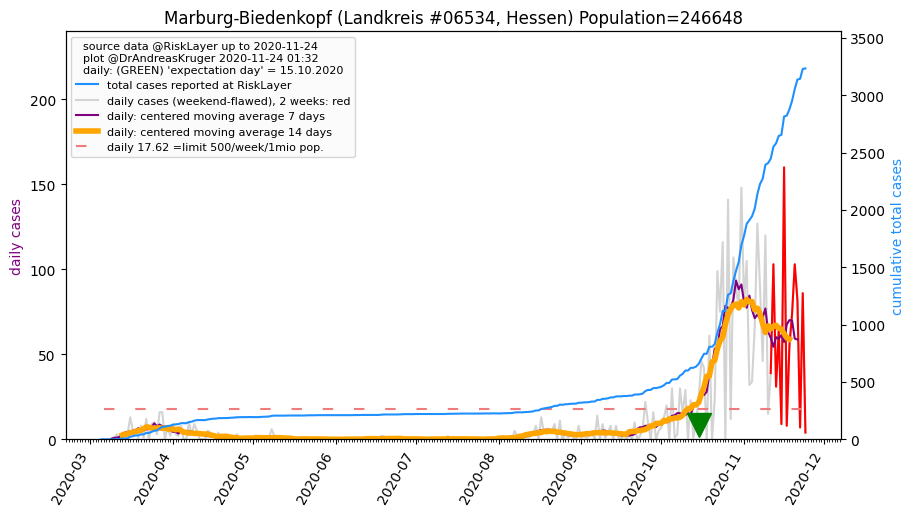 Marburg-Biedenkopf (Landkreis #06534, Hessen) Population=246648
source data @RiskLayer up to 2020-11-24
plot @DrAndreasKruger 2020-11-24 01:32
daily: (GREEN) 'expectation day' = 15.10.2020
total cases reported at RiskLayer
daily cases (weekend-flawed), 2 weeks: red
daily: centered moving average 7 days
daily: centered moving average 14 days
daily 17.62 =limit 500/week/1mio pop.
daily cases
200
150
100
50
0
cumulative total cases
3500
3000
2500
2000
1500
1000
500
0
2020-03
2020-04
2020-05
2020-06
2020-07
2020-08
2020-09
2020-10
2020-11
2020-12